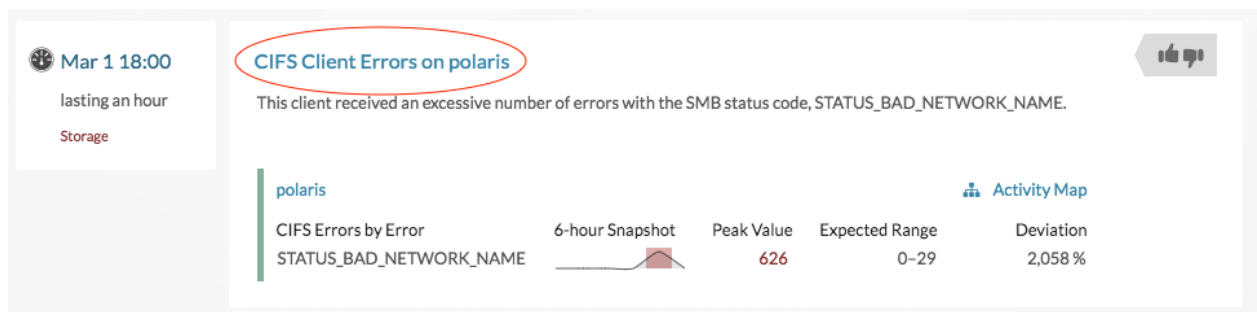 Mar 1 18:00
lasting an hour
Storage
CIFS Client Errors on polaris
This client received an excessive number of errors with the SMB status code, STATUS_BAD_NETWORK_NAME.
polaris
Activity Map
CIFS Errors by Error 6-hour Snapshot Peak Value Expected Range Deviation
STATUS_BAD_NETWORK_NAME 626 0–29 2,058 %